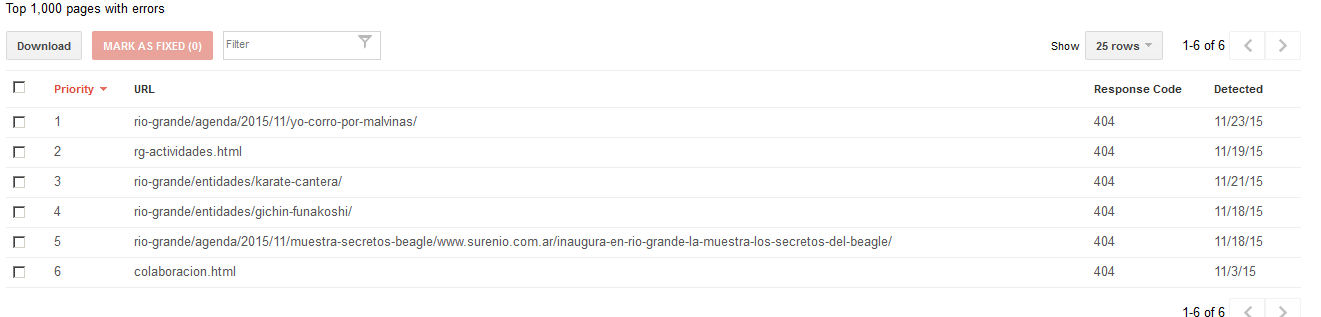 Top 1,000 pages with errors
Download MARK AS FIXED (0) Filter Show 25 rows 1-6 of 6
Priority URL Response Code Detected
1 rio-grande/agenda/2015/11/yo-corro-por-malvinas/ 404 11/23/15
2 rg-actividades.html 404 11/19/15
3 rio-grande/entidades/karate-cantera/ 404 11/21/15
4 rio-grande/entidades/gichin-funakoshi/ 404 11/18/15
5 rio-grande/agenda/2015/11/muestra-secretos-beagle/www.surenio.com.ar/inaugura-en-rio-grande-la-muestra-los-secretos-del-beagle/ 404 11/18/15
6 colaboracion.html 404 11/3/15
1-6 of 6